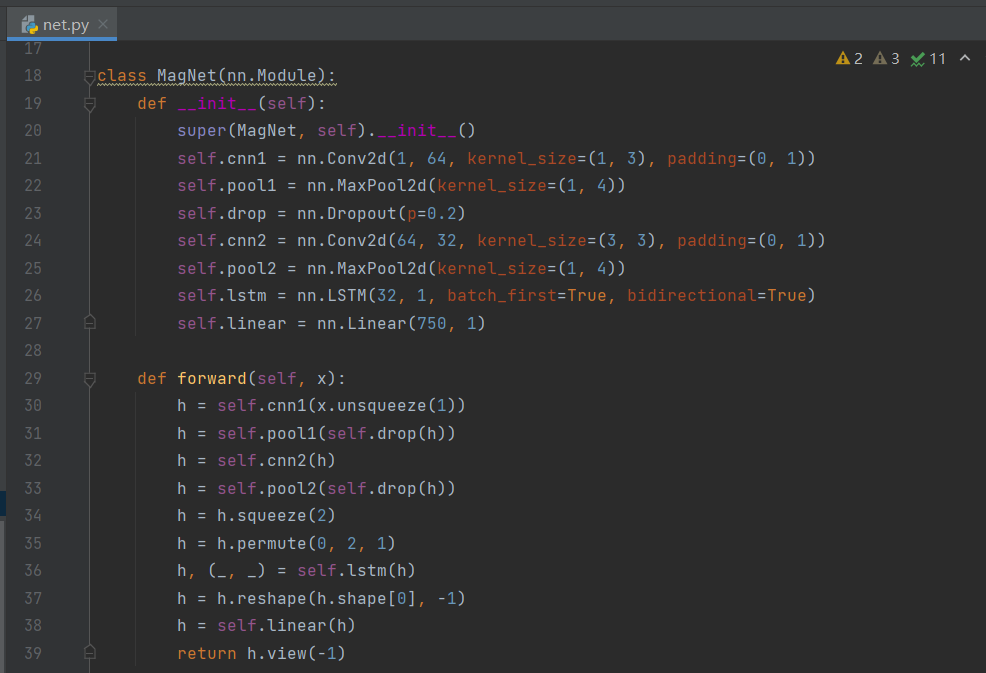 net.py
2 3 11
17
18 class MagNet(nn.Module):
19     def __init__(self):
20         super(MagNet, self).__init__()
21         self.cnn1 = nn.Conv2d(1, 64, kernel_size=(1, 3), padding=(0, 1))
22         self.pool1 = nn.MaxPool2d(kernel_size=(1, 4))
23         self.drop = nn.Dropout(p=0.2)
24         self.cnn2 = nn.Conv2d(64, 32, kernel_size=(3, 3), padding=(0, 1))
25         self.pool2 = nn.MaxPool2d(kernel_size=(1, 4))
26         self.lstm = nn.LSTM(32, 1, batch_first=True, bidirectional=True)
27         self.linear = nn.Linear(750, 1)
28
29     def forward(self, x):
30         h = self.cnn1(x.unsqueeze(1))
31         h = self.pool1(self.drop(h))
32         h = self.cnn2(h)
33         h = self.pool2(self.drop(h))
34         h = h.squeeze(2)
35         h = h.permute(0, 2, 1)
36         h, (_, _) = self.lstm(h)
37         h = h.reshape(h.shape[0], -1)
38         h = self.linear(h)
39         return h.view(-1)